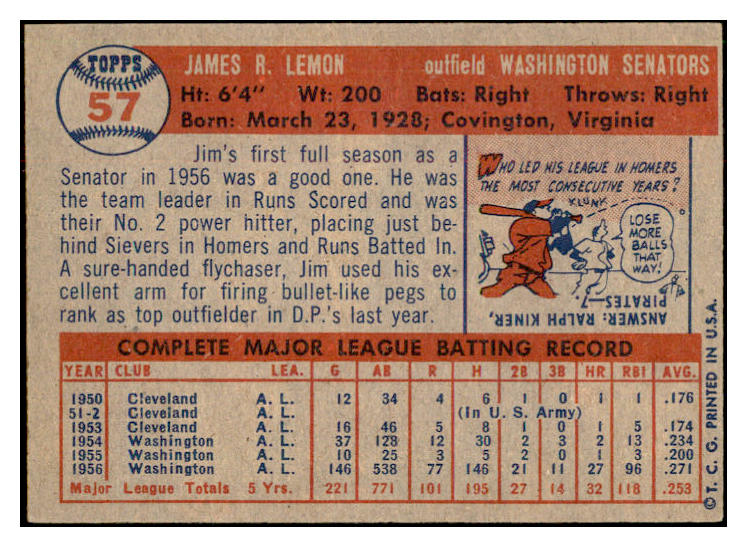 TOPPS
57
JAMES R. LEMON outfield WASHINGTON SENATORS
Ht: 6'4" Wt: 200 Bats: Right Throws: Right
Born: March 23, 1928; Covington, Virginia
Jim's first full season as a
Senator in 1956 was a good one. He was
the team leader in Runs Scored and was
their No. 2 power hitter, placing just be-
hind Sievers in Homers and Runs Batted In.
A sure-handed flychaser, Jim used his ex-
cellent arm for firing bullet-like pegs to
rank as top outfielder in D.P.'s last year.
WHO LED HIS LEAGUE IN HOMERS
THE MOST CONSECUTIVE YEARS?
KLUNK
LOSE
MORE
BALLS
THAT
WAY!
ANSWER: RALPH KINER,
PIRATES—7.
COMPLETE MAJOR LEAGUE BATTING RECORD
YEAR CLUB LEA. G AB R H 2B 3B HR RBI AVG.
1950 Cleveland A. L. 12 34 4 6 1 0 1 1 .176
51-2 Cleveland A. L. (In U. S. Army)
1953 Cleveland A. L. 16 46 5 8 1 0 1 5 .174
1954 Washington A. L. 37 128 12 30 2 3 2 13 .234
1955 Washington A. L. 10 25 3 5 2 0 1 3 .200
1956 Washington A. L. 146 538 77 146 21 11 27 96 .271
Major League Totals 5 Yrs. 221 771 101 195 27 14 32 118 .253
© T. C. G. PRINTED IN U.S.A.